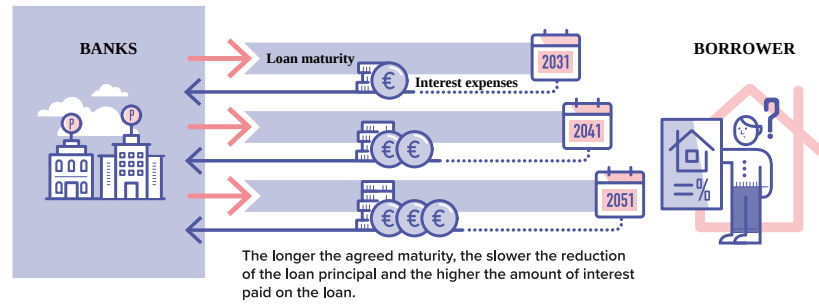 BANKS
P
P
Loan maturity
2031
€
Interest expenses
2041
€ €
2051
€ € €
BORROWER
?
=%
The longer the agreed maturity, the slower the reduction
of the loan principal and the higher the amount of interest
paid on the loan.